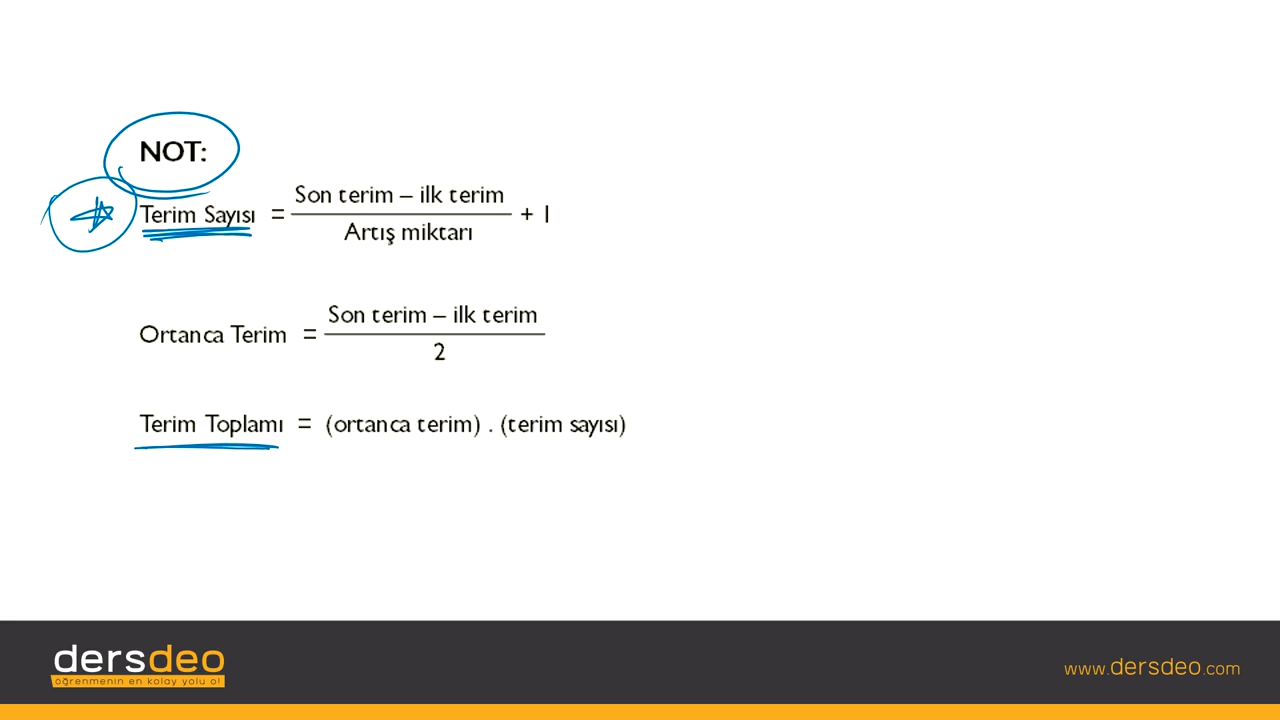 NOT:
Terim Sayısı = Son terim – ilk terim / Artış miktarı + 1
Ortanca Terim = Son terim – ilk terim / 2
Terim Toplamı = (ortanca terim) . (terim sayısı)
dersdeo
öğrenmenin en kolay yolu o!
www.dersdeo.com